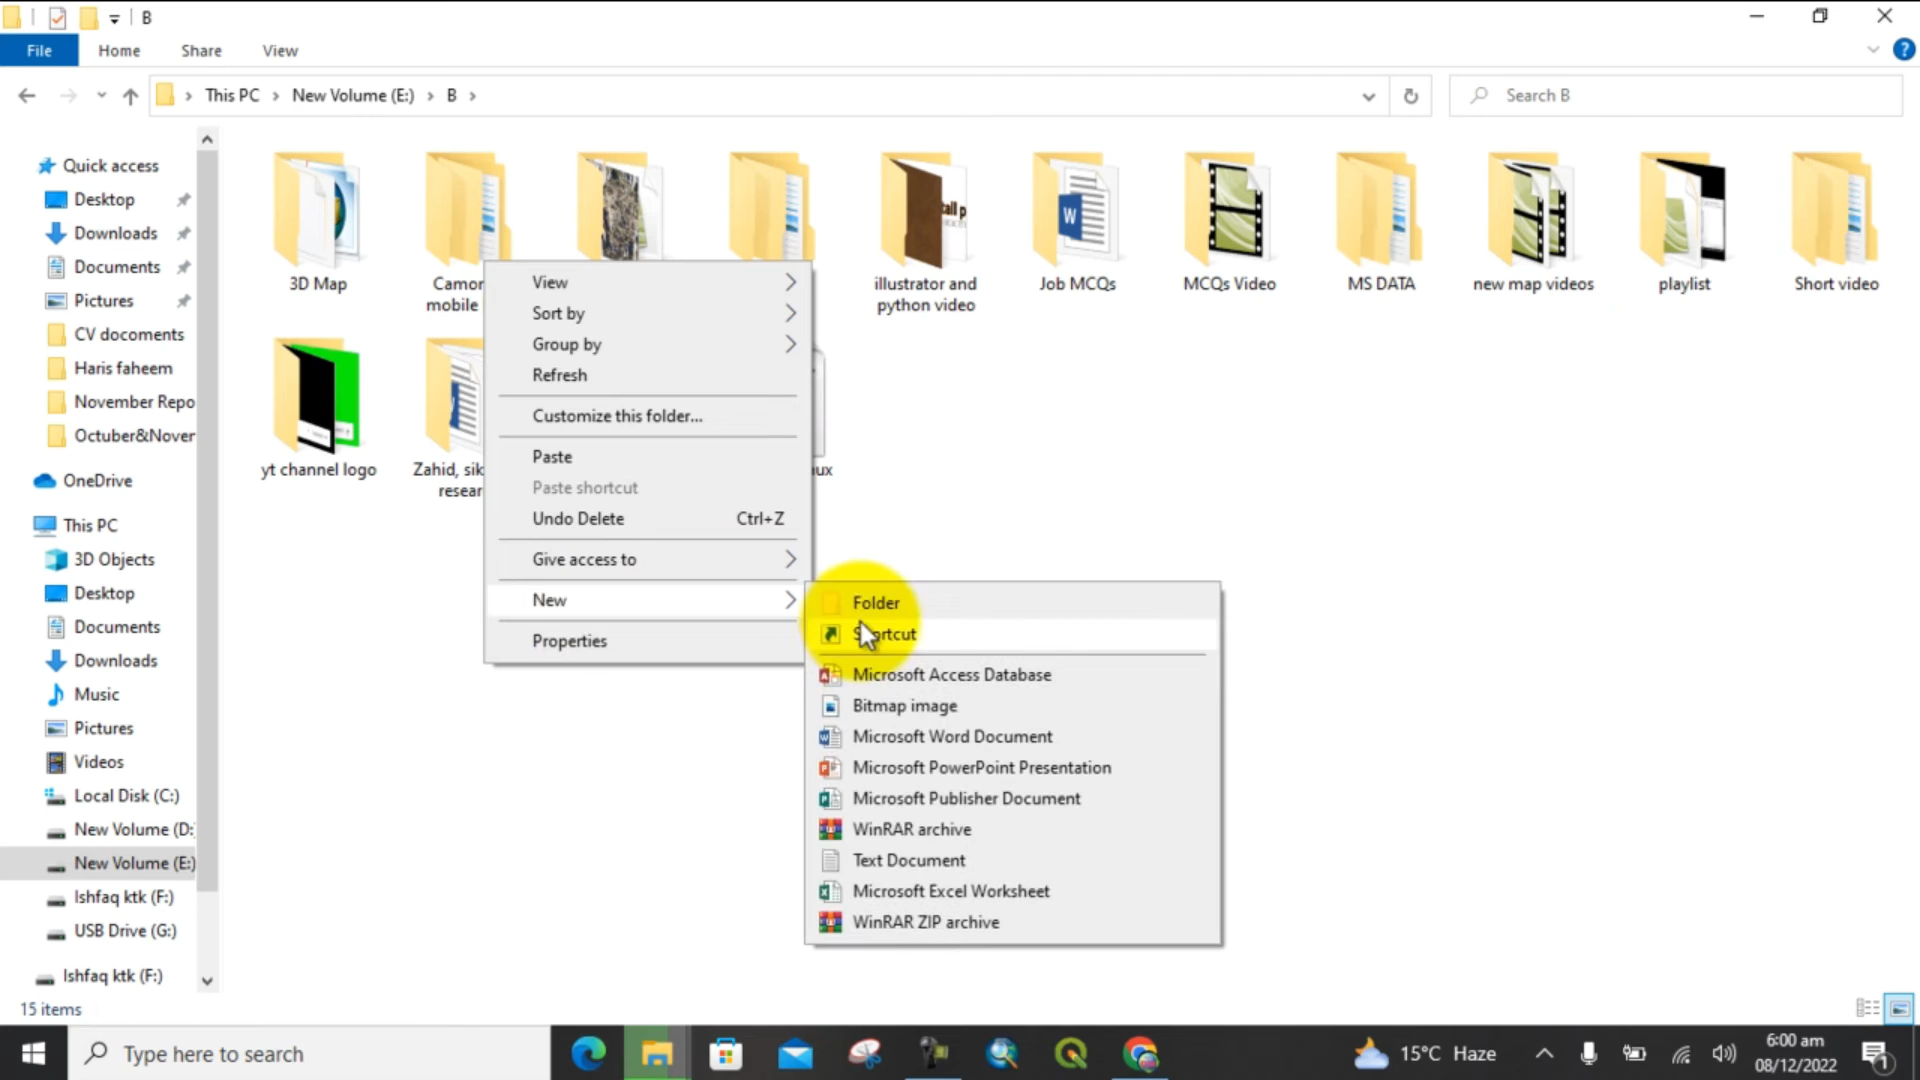 B
File Home Share View
This PC > New Volume (E:) > B >
Search B
Quick access
Desktop
Downloads
Documents
Pictures
CV docoments
Haris faheem
November Repo
Octuber&Nover
OneDrive
This PC
3D Objects
Desktop
Documents
Downloads
Music
Pictures
Videos
Local Disk (C:)
New Volume (D:
New Volume (E:)
Ishfaq ktk (F:)
USB Drive (G:)
Ishfaq ktk (F:)
15 items
3D Map
Camor
mobile
illustrator and
python video
Job MCQs
MCQs Video
MS DATA
new map videos
playlist
Short video
yt channel logo
Zahid, sik
resear
ux
View
Sort by
Group by
Refresh
Customize this folder...
Paste
Paste shortcut
Undo Delete Ctrl+Z
Give access to
New
Properties
Folder
Shortcut
Microsoft Access Database
Bitmap image
Microsoft Word Document
Microsoft PowerPoint Presentation
Microsoft Publisher Document
WinRAR archive
Text Document
Microsoft Excel Worksheet
WinRAR ZIP archive
Type here to search
15°C Haze
6:00 am
08/12/2022
1